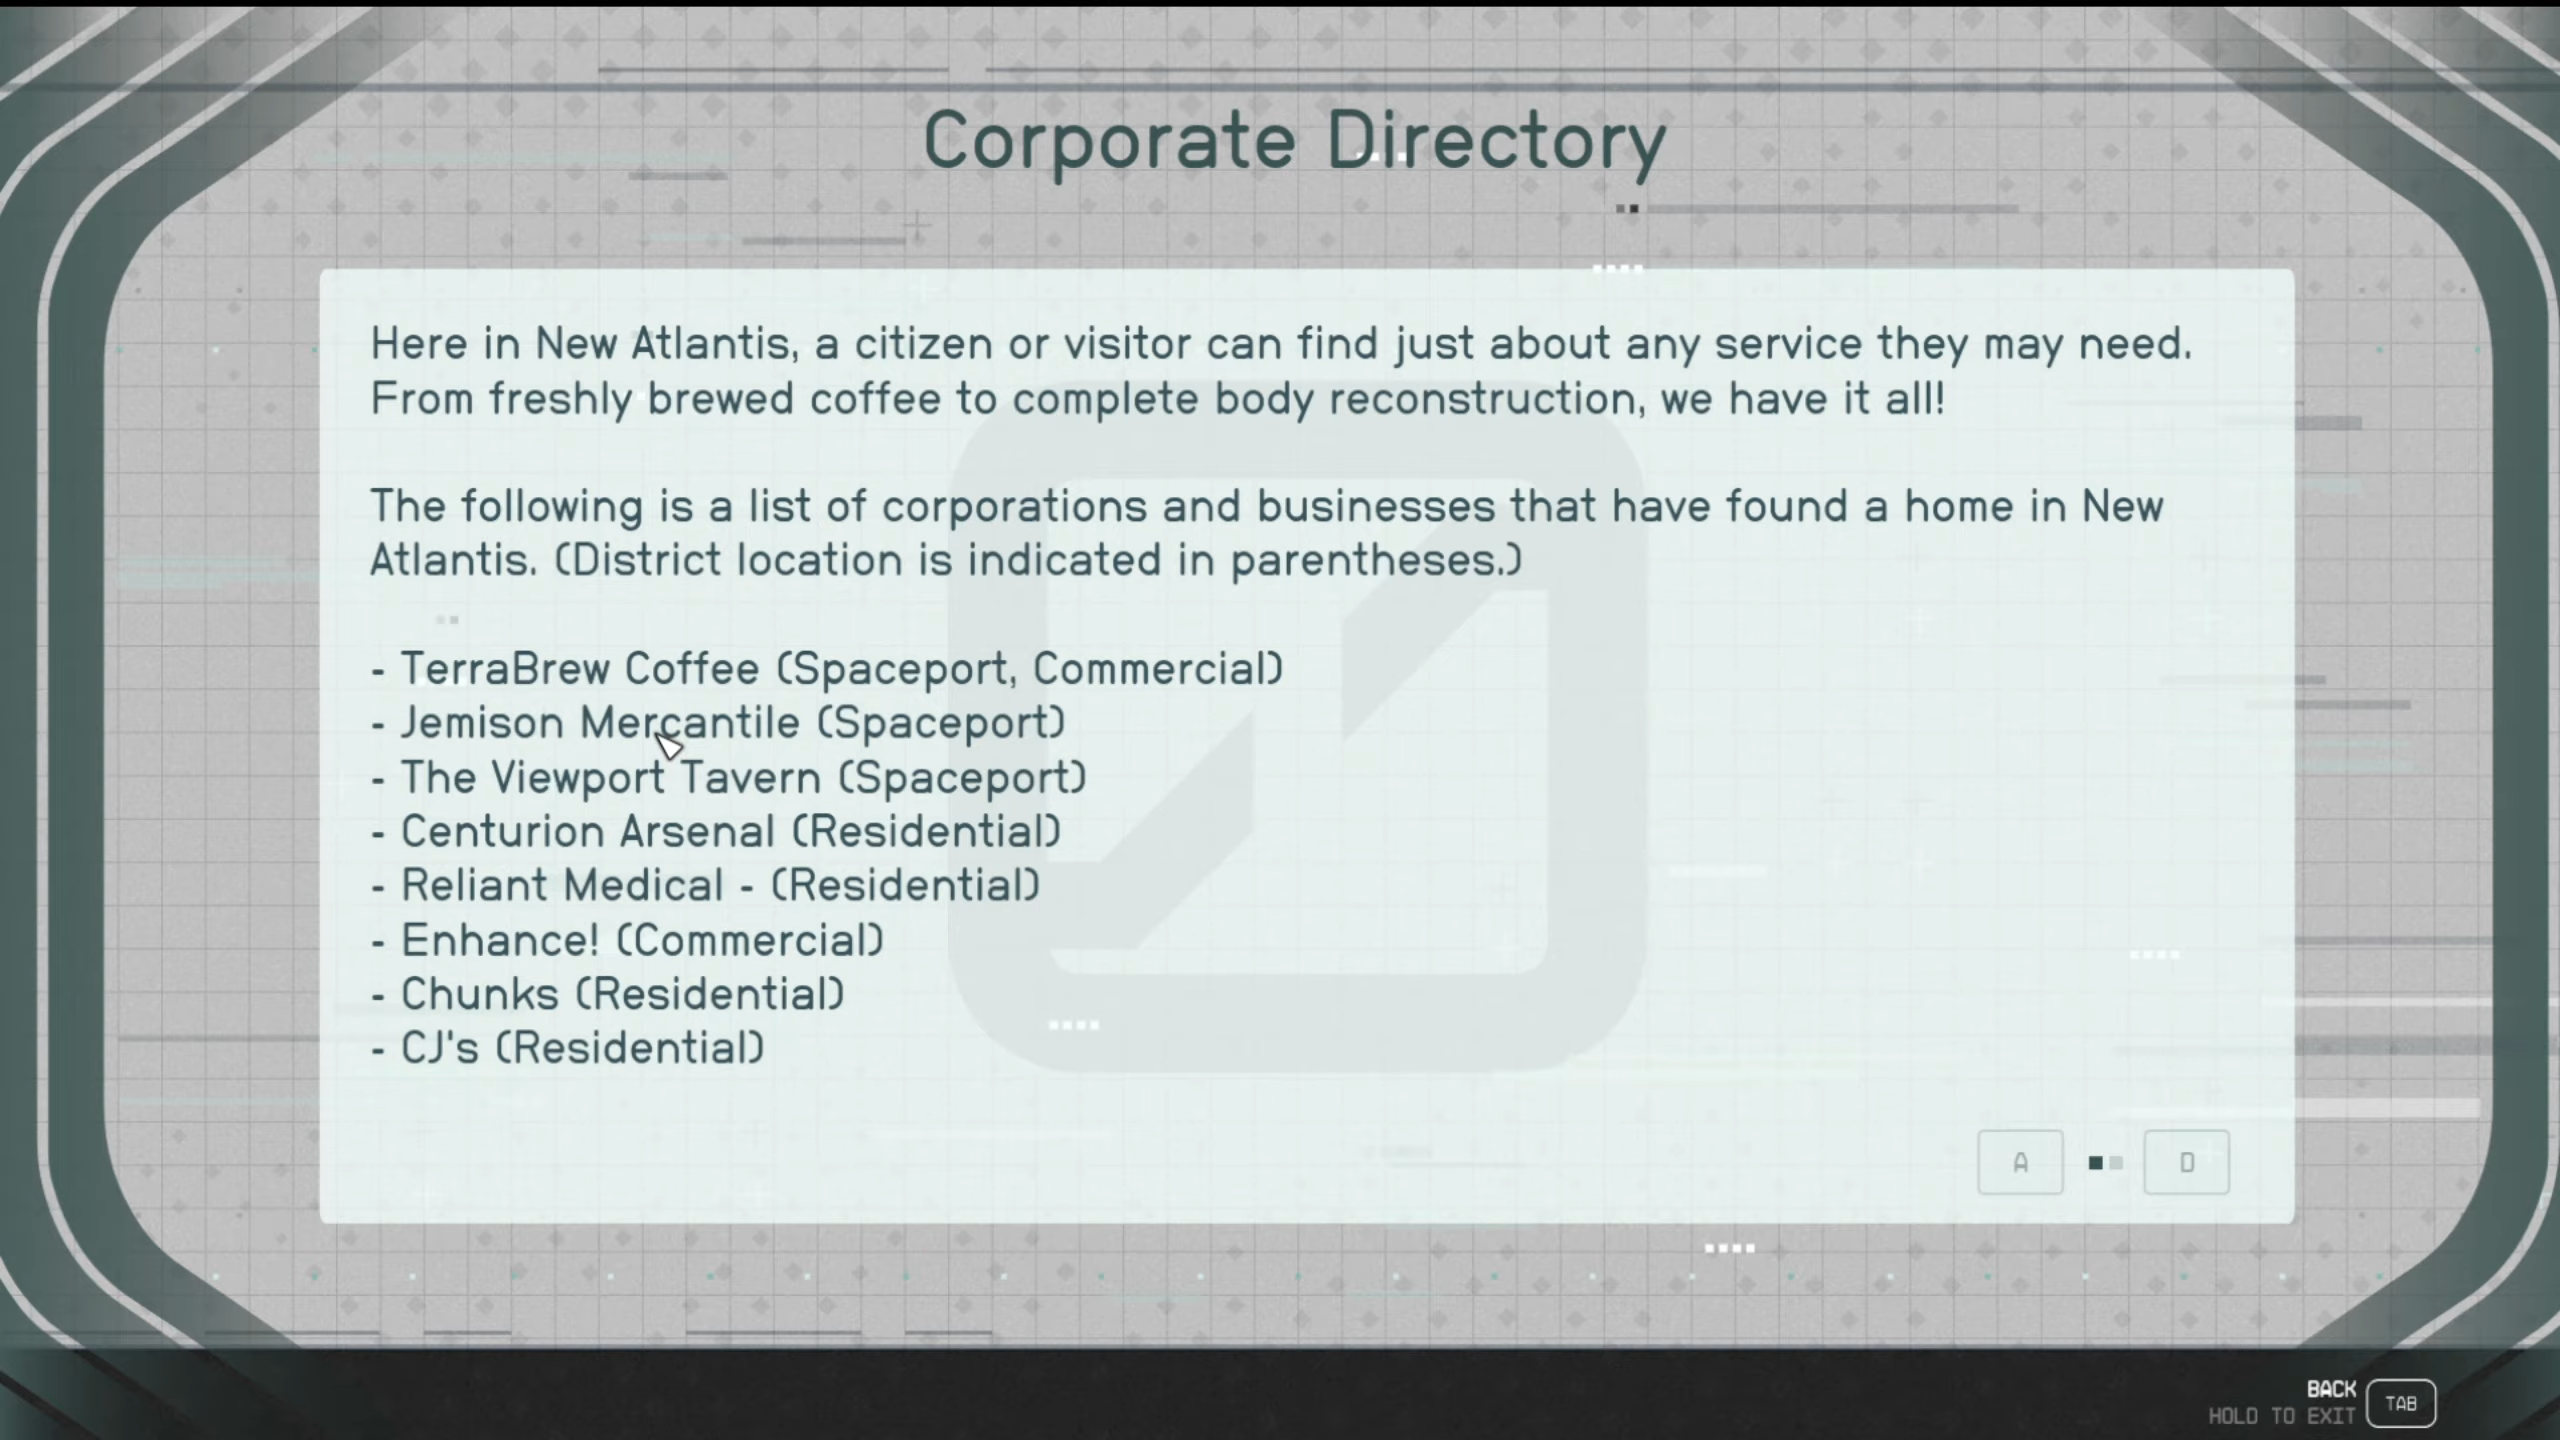 Corporate Directory
Here in New Atlantis, a citizen or visitor can find just about any service they may need.
From freshly brewed coffee to complete body reconstruction, we have it all!
The following is a list of corporations and businesses that have found a home in New
Atlantis. (District location is indicated in parentheses.)
- TerraBrew Coffee (Spaceport, Commercial)
- Jemison Mercantile (Spaceport)
- The Viewport Tavern (Spaceport)
- Centurion Arsenal (Residential)
- Reliant Medical - (Residential)
- Enhance! (Commercial)
- Chunks (Residential)
- CJ's (Residential)
A D
BACK
HOLD TO EXIT TAB